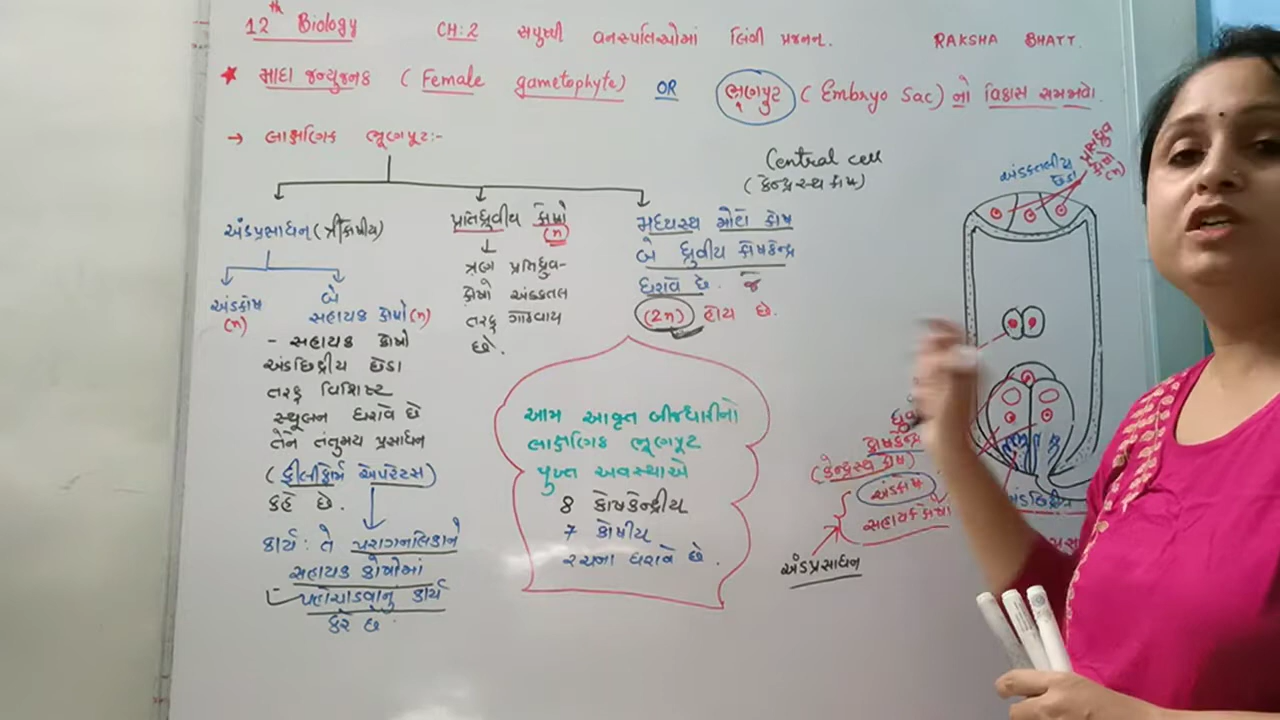 12th Biology CH:2 સપુષ્પી વનસ્પતિઓમાં લિંગી પ્રજનન. RAKSHA BHATT.
★ માદા જન્યુજનક (Female gametophyte) OR ભ્રૂણપુટ (Embryo Sac) નો વિકાસ સમજાવો.
→ લાક્ષણિક ભ્રૂણપૂટ:-
Central cell
(કેન્દ્રસ્થ કોષ)
અંડપ્રસાધન (ત્રીકોષીય)
અંડકોષ
(n)
બે
સહાયક કોષો (n)
- સહાયક કોષો
અંડછિદ્રીય છેડા
તરફ વિશિષ્ટ
સ્થૂલન ધરાવે છે
તેને તંતુમય પ્રસાધન
(ફીલીફોર્મ એપરેટસ)
કહે છે.
કાર્ય: તે પરાગનલિકાને
સહાયક કોષોમાં
પહોંચાડવાનું કાર્ય
કરે છે.
પ્રતિધ્રુવીય કોષો
(n)
ત્રણ પ્રતિધ્રુવ-
કોષો અંડકતલ
તરફ ગોઠવાય
છે.
મધ્યસ્થ મોટો કોષ
બે ધ્રુવીય કોષકેન્દ્ર
ધરાવે છે. જે
(2n) હોય છે.
આમ આવૃત બીજધારીનો
લાક્ષણિક ભ્રૂણપૂટ
પુખ્ત અવસ્થાએ
8 કોષકેન્દ્રીય
7 કોષીય
રચના ધરાવે છે.
અંડકતલીય
છેડો
પ્રતિધ્રુવ
કોષો
(n)
કોષકેન્દ્ર
(કેન્દ્રસ્થ કોષ)
અંડકોષ
સહાયક કોષો
અંડપ્રસાધન